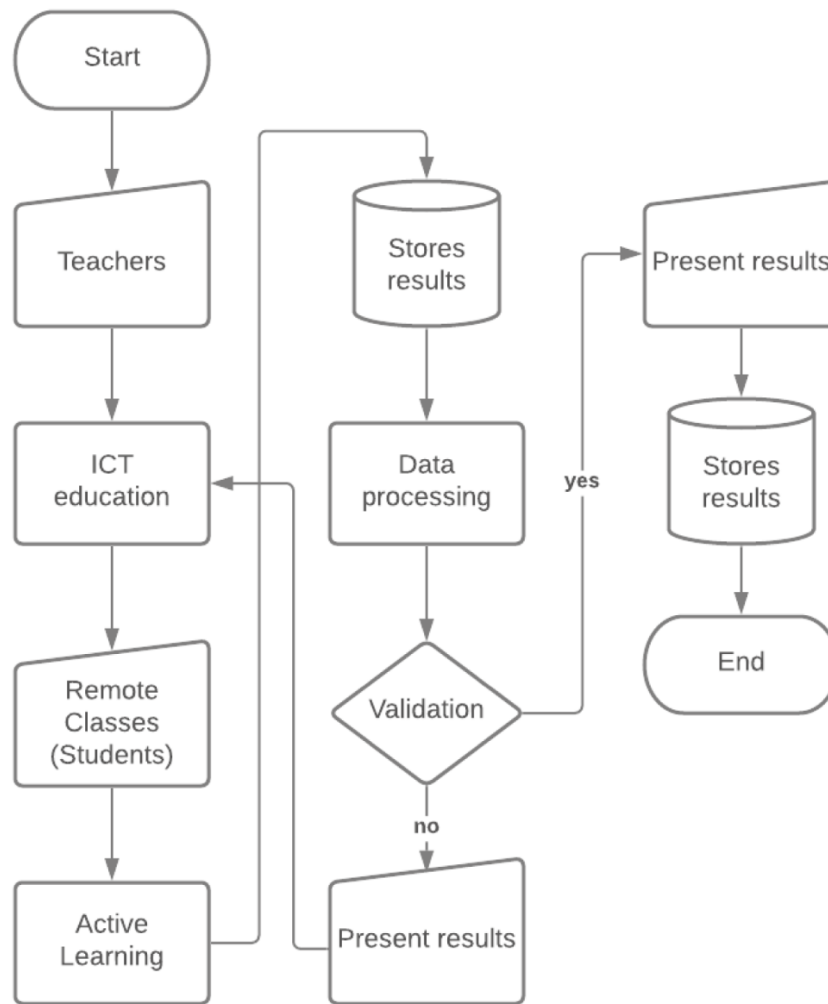 Start
Teachers
ICT
education
Remote
Classes
(Students)
Active
Learning
Stores
results
Data
processing
Validation
no
Present results
yes
Present results
Stores
results
End